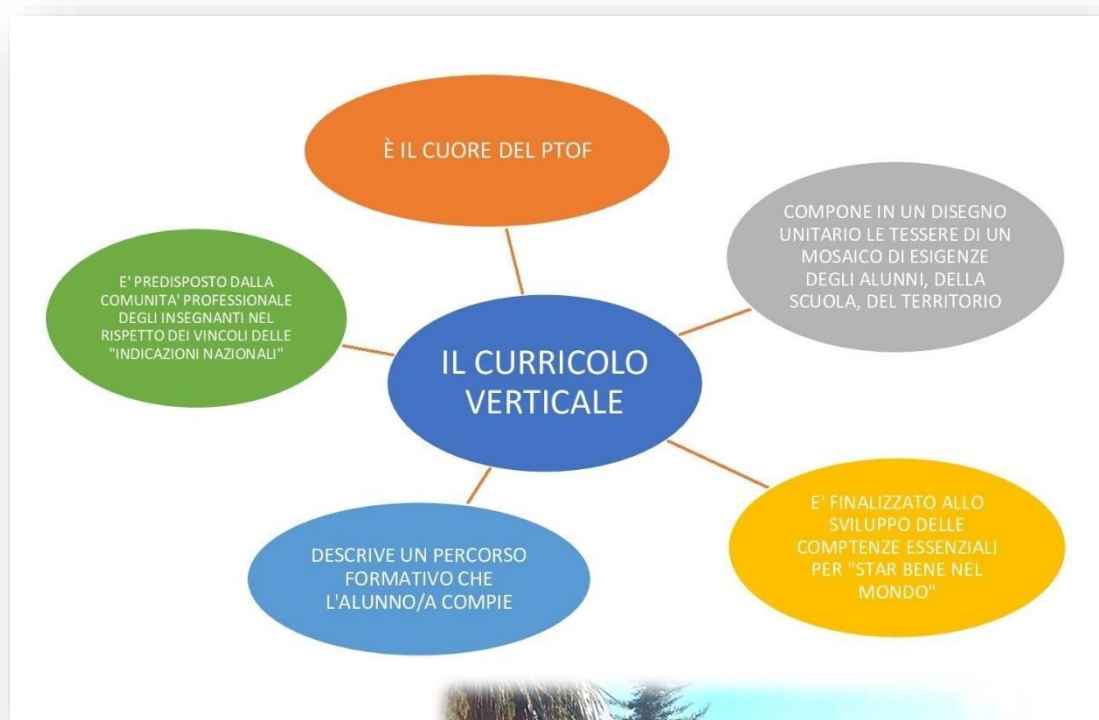 È IL CUORE DEL PTOF
COMPONE IN UN DISEGNO
UNITARIO LE TESSERE DI UN
MOSAICO DI ESIGENZE
DEGLI ALUNNI, DELLA
SCUOLA, DEL TERRITORIO
E' PREDISPOSTO DALLA
COMUNITA' PROFESSIONALE
DEGLI INSEGNANTI NEL
RISPETTO DEI VINCOLI DELLE
"INDICAZIONI NAZIONALI"
IL CURRICOLO
VERTICALE
E' FINALIZZATO ALLO
SVILUPPO DELLE
COMPTENZE ESSENZIALI
PER "STAR BENE NEL
MONDO"
DESCRIVE UN PERCORSO
FORMATIVO CHE
L'ALUNNO/A COMPIE